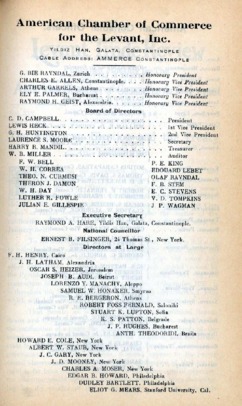 American Chamber of Commerce
for the Levant, Inc.
YILDIZ HAN, GALATA, CONSTANTINOPLE
CABLE ADDRESS: AMMERCE CONSTANTINOPLE
G. BIE RAVNDAL, Zurich . . . Honorary President
CHARLES E. ALLEN, Constantinople. . . Honorary Vice President
ARTHUR GARRELS, Athens . . . Honorary Vice President
ELY E. PALMER, Bucharest . . . Honorary Vice President
RAYMOND H. GEIST, Alexandria. . . Honorary Vice President
Board of Directors
C. D. CAMPBELL . . . President
LEWIS HECK . . . 1st Vice President
G. H. HUNTINGTON . . . 2nd Vice President
LAURENCE S. MOORE . . . Secretary
HARRY R. MANDIL . . . Treasurer
W. B. MILLER . . . Auditor
F. W. BELL P. E. KING
W. H. CORREA EDOUARD LEBET
THEO. N. CURMUSI OLAF RAVNDAL
THERON J. DAMON F. B. STEM
W. H. DAY E. C. STEVENS
LUTHER R. FOWLE V. D. TOMPKINS
JULIAN E. GILLESPIE J. P. WAGMAN
Executive Secretary
RAYMOND A. HARE, Yildiz Han, Galata, Constantinople.
National Councillor
ERNEST B. FILSINGER, 25 Thomas St., New York.
Directors at Large
F. H. HENRY, Cairo
J. H. LATHAM, Alexandria
OSCAR S. HEIZER, Jerusalem
JOSEPH B. AUDI, Beirut
LORENZO Y. MANACHY, Aleppo
SAMUEL W. HONAKER, Smyrna
B. E. BERGERON, Athens
ROBERT FOSS FERNALD, Saloniki
STUART K. LUPTON, Sofia
K. S. PATTON, Belgrade
J. P. HUGHES, Bucharest
ANTH. THEODORIDI, Braila
HOWARD E. COLE, New York
ALBERT W. STAUB, New York
J. C. GARY, New York
J. D. MOONEY, New York
CHARLES A. MOSER, New York
EDGAR B. HOWARD, Philadelphia
DUDLEY BARTLETT, Philadelphia
ELIOT G. MEARS, Stanford University, Cal.